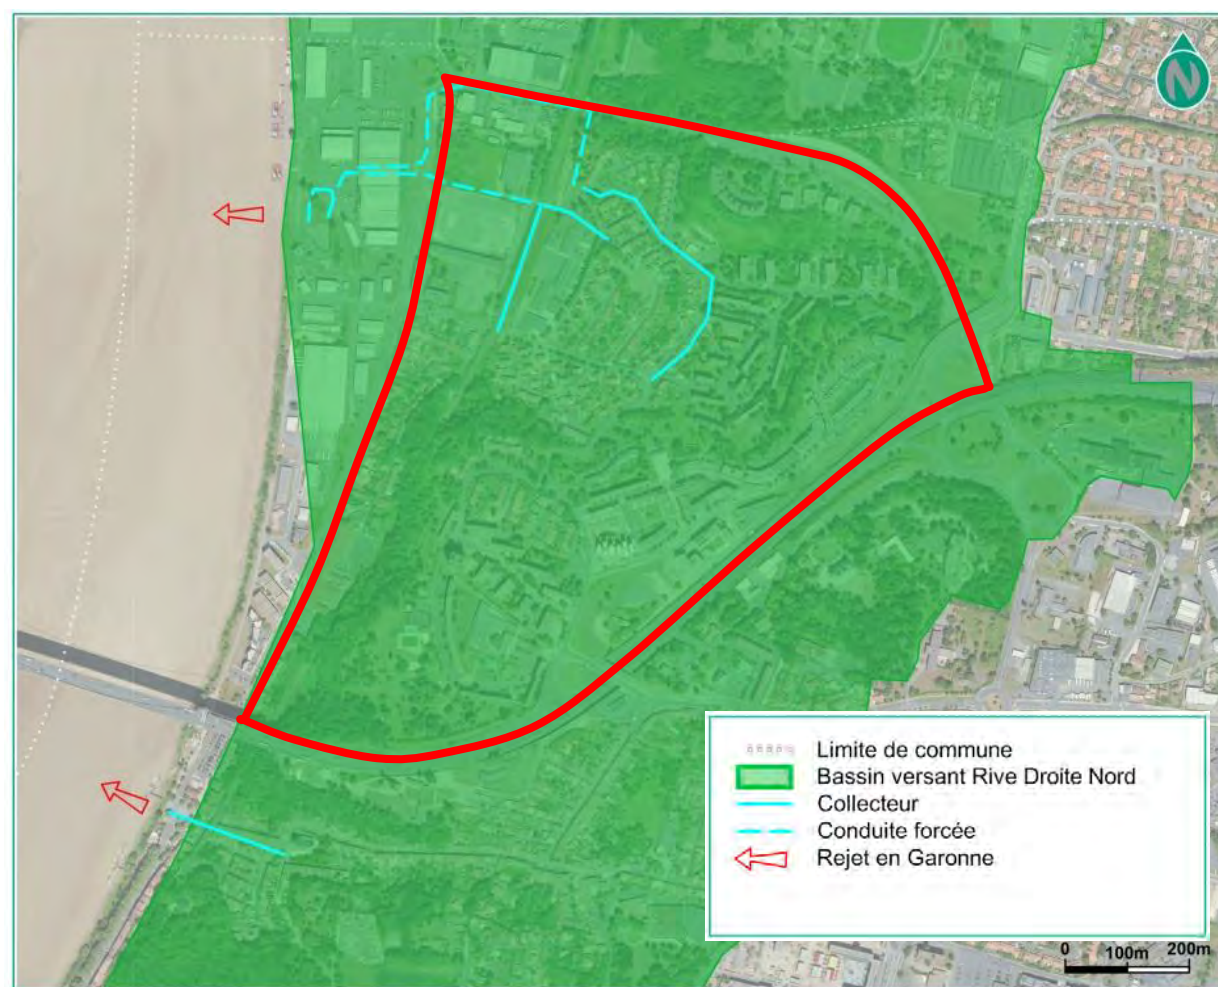 N
Limite de commune
Bassin versant Rive Droite Nord
Collecteur
Conduite forcée
Rejet en Garonne
0 100m 200m